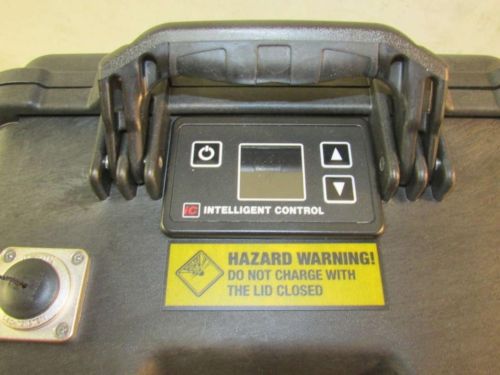 IC INTELLIGENT CONTROL
HAZARD WARNING!
DO NOT CHARGE WITH
THE LID CLOSED